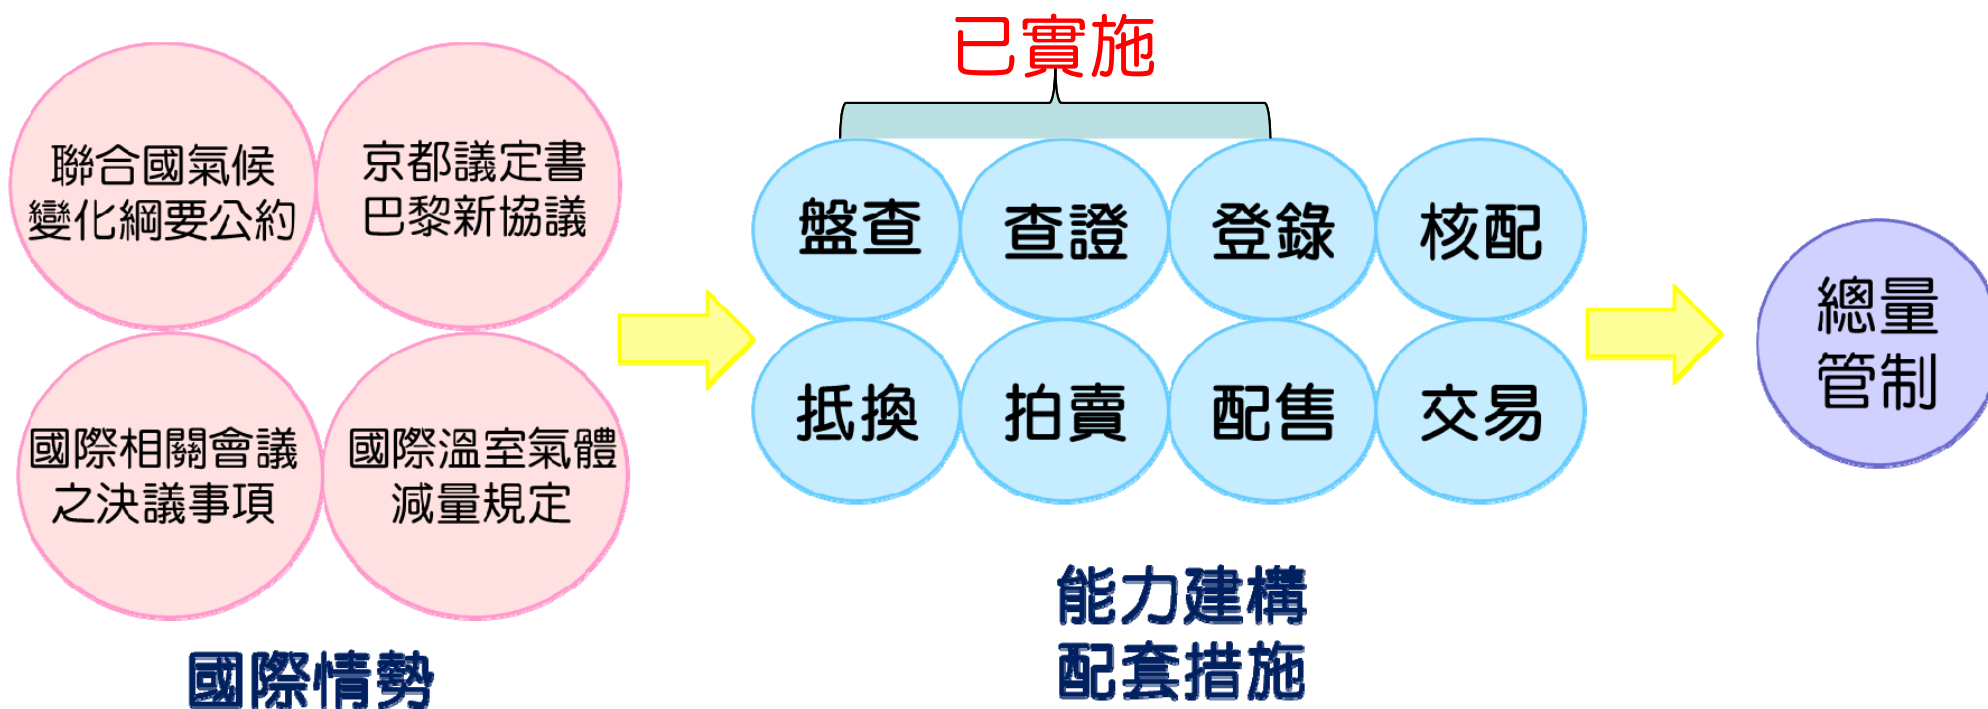 已實施
聯合國氣候
變化綱要公約
京都議定書
巴黎新協議
國際相關會議
之決議事項
國際溫室氣體
減量規定
國際情勢
盤查
查證
登錄
核配
抵換
拍賣
配售
交易
能力建構
配套措施
總量
管制